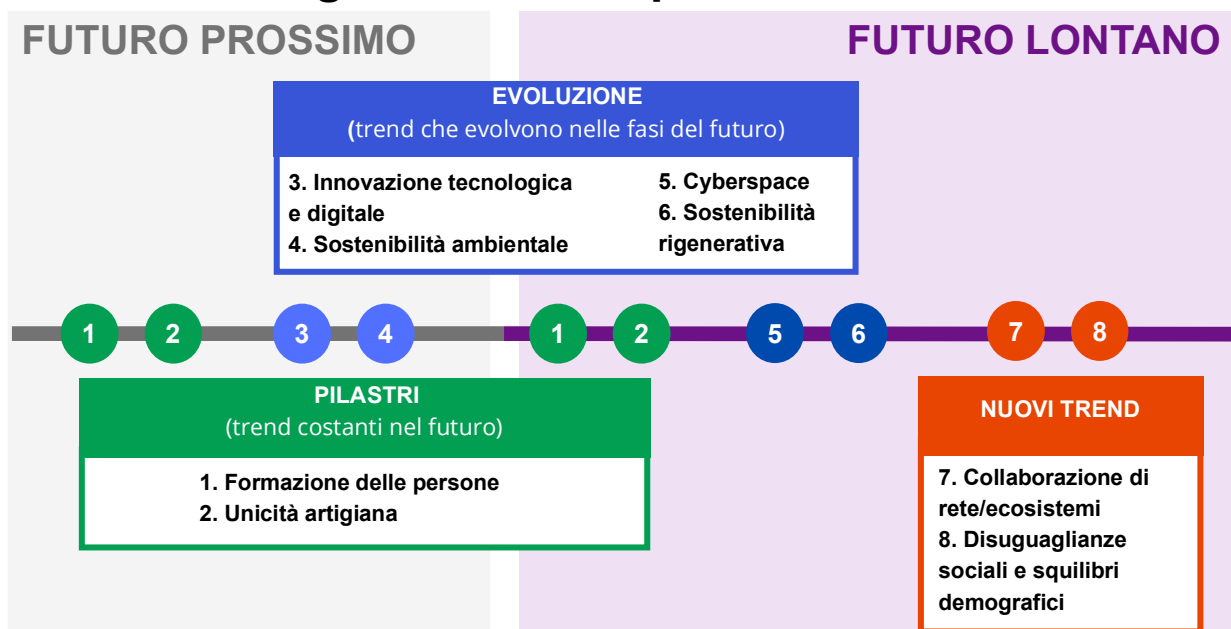 FUTURO PROSSIMO
FUTURO LONTANO
EVOLUZIONE
(trend che evolvono nelle fasi del futuro)
3. Innovazione tecnologica
e digitale
4. Sostenibilità ambientale
5. Cyberspace
6. Sostenibilità
rigenerativa
1 2 3 4 1 2 5 6 7 8
PILASTRI
(trend costanti nel futuro)
1. Formazione delle persone
2. Unicità artigiana
NUOVI TREND
7. Collaborazione di
rete/ecosistemi
8. Disuguaglianze
sociali e squilibri
demografici